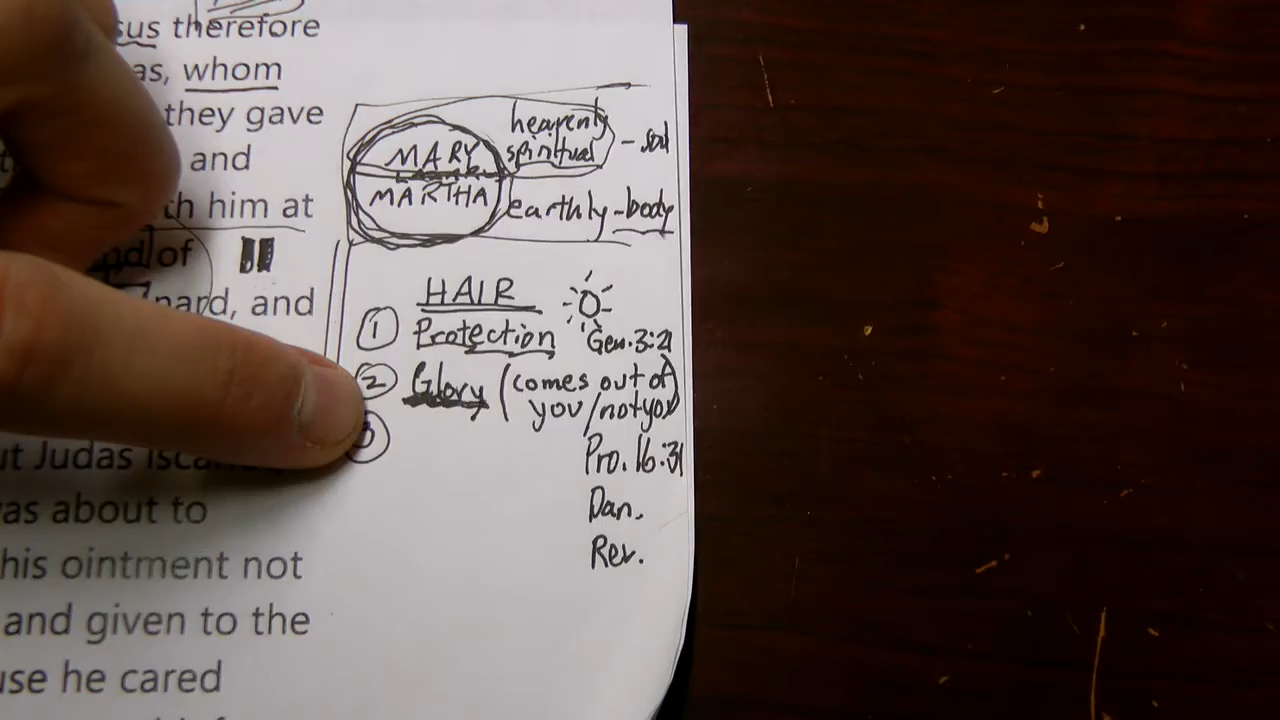 sus therefore
as, whom
they gave
and
th him at
of
nard, and
ut Judas Isca
as about to
his ointment not
and given to the
use he cared
MARY
MARTHA
heavenly
spiritual - soul
earthly - body
HAIR
1 Protection Gen. 3:21
2 Glory (comes out of
you / not you)
3
Pro. 16:31
Dan.
Rev.